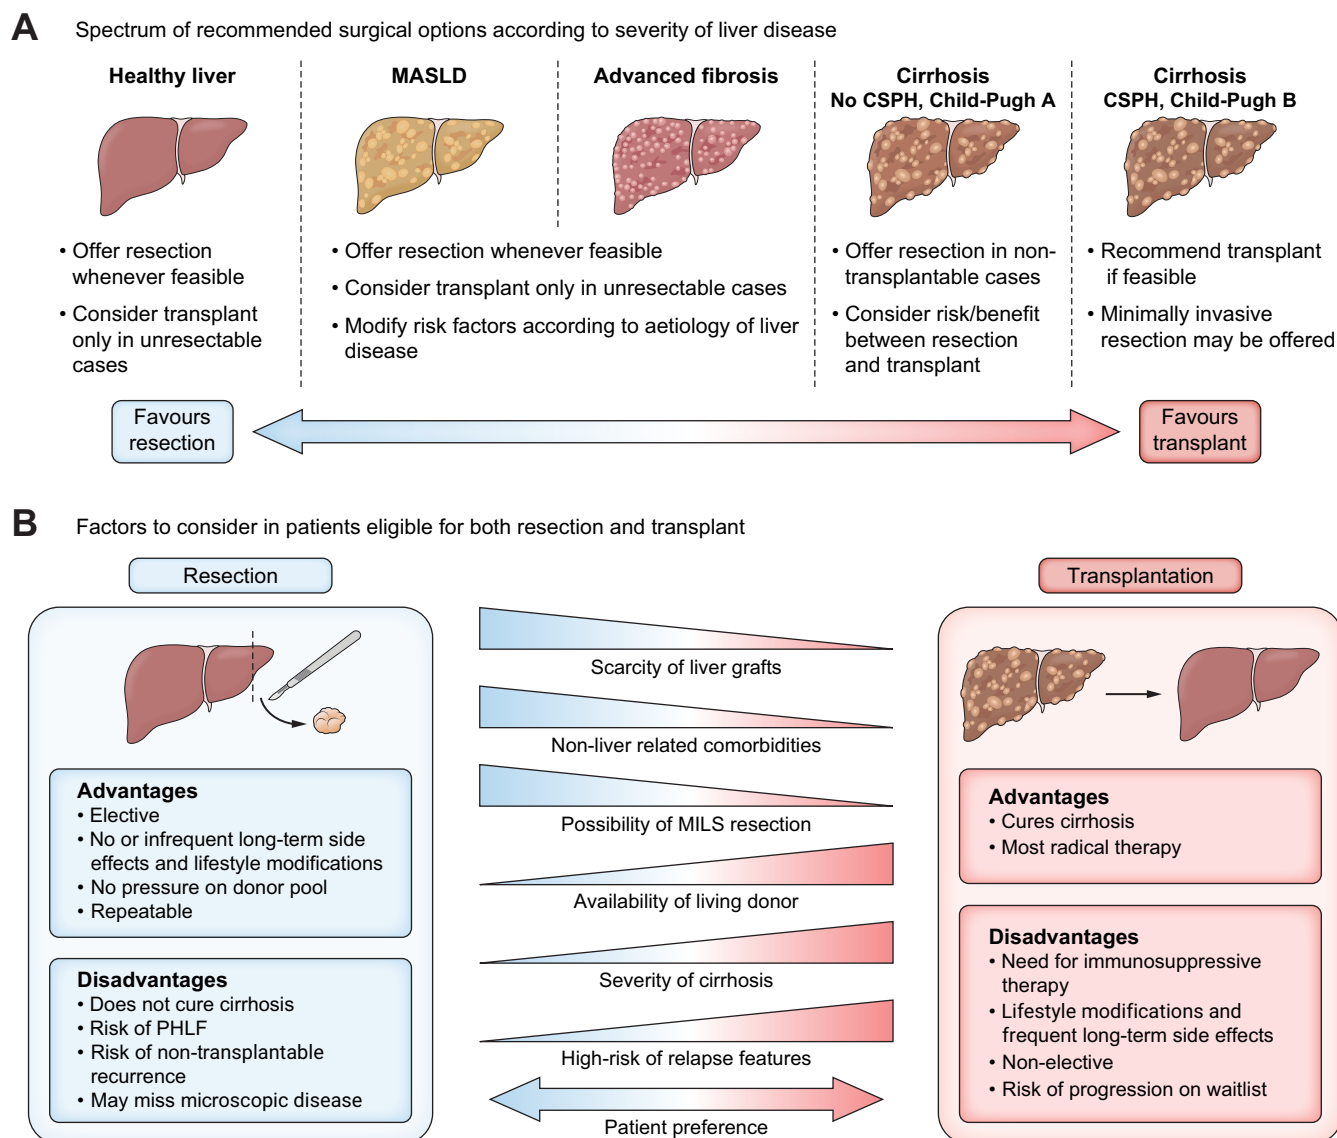 A
Spectrum of recommended surgical options according to severity of liver disease
Healthy liver
MASLD
Advanced fibrosis
Cirrhosis
No CSPH, Child-Pugh A
Cirrhosis
CSPH, Child-Pugh B
• Offer resection
whenever feasible
• Consider transplant
only in unresectable
cases
• Offer resection whenever feasible
• Consider transplant only in unresectable cases
• Modify risk factors according to aetiology of liver
disease
• Offer resection in non-
transplantable cases
• Consider risk/benefit
between resection
and transplant
• Recommend transplant
if feasible
• Minimally invasive
resection may be offered
Favours
resection
Favours
transplant
B
Factors to consider in patients eligible for both resection and transplant
Resection
Advantages
• Elective
• No or infrequent long-term side
effects and lifestyle modifications
• No pressure on donor pool
• Repeatable
Disadvantages
• Does not cure cirrhosis
• Risk of PHLF
• Risk of non-transplantable
recurrence
• May miss microscopic disease
Scarcity of liver grafts
Non-liver related comorbidities
Possibility of MILS resection
Availability of living donor
Severity of cirrhosis
High-risk of relapse features
Patient preference
Transplantation
Advantages
• Cures cirrhosis
• Most radical therapy
Disadvantages
• Need for immunosuppressive
therapy
• Lifestyle modifications and
frequent long-term side effects
• Non-elective
• Risk of progression on waitlist